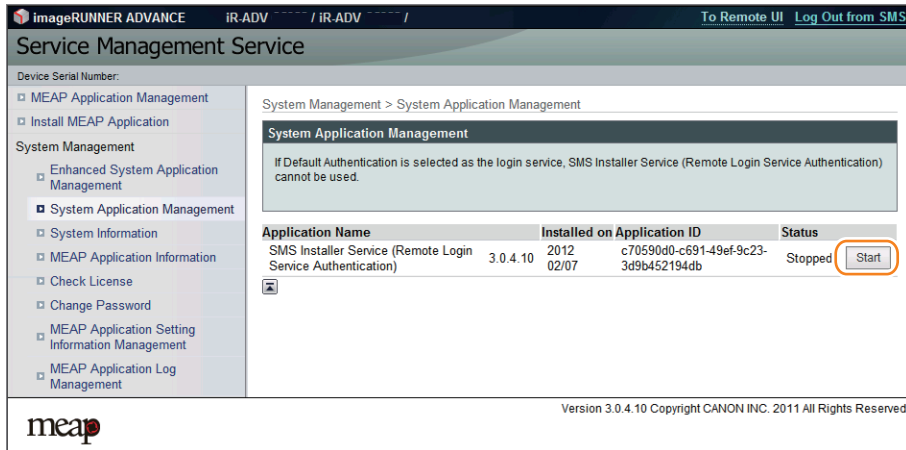 imageRUNNER ADVANCE iR-ADV ----- / iR-ADV ----- / To Remote UI Log Out from SMS
Service Management Service
Device Serial Number:
MEAP Application Management
Install MEAP Application
System Management
Enhanced System Application
Management
System Application Management
System Information
MEAP Application Information
Check License
Change Password
MEAP Application Setting
Information Management
MEAP Application Log
Management
System Management > System Application Management
System Application Management
If Default Authentication is selected as the login service, SMS Installer Service (Remote Login Service Authentication)
cannot be used.
Application Name Installed on Application ID Status
SMS Installer Service (Remote Login
Service Authentication) 3.0.4.10 2012
02/07 c70590d0-c691-49ef-9c23-
3d9b452194db Stopped Start
Version 3.0.4.10 Copyright CANON INC. 2011 All Rights Reserved
meap